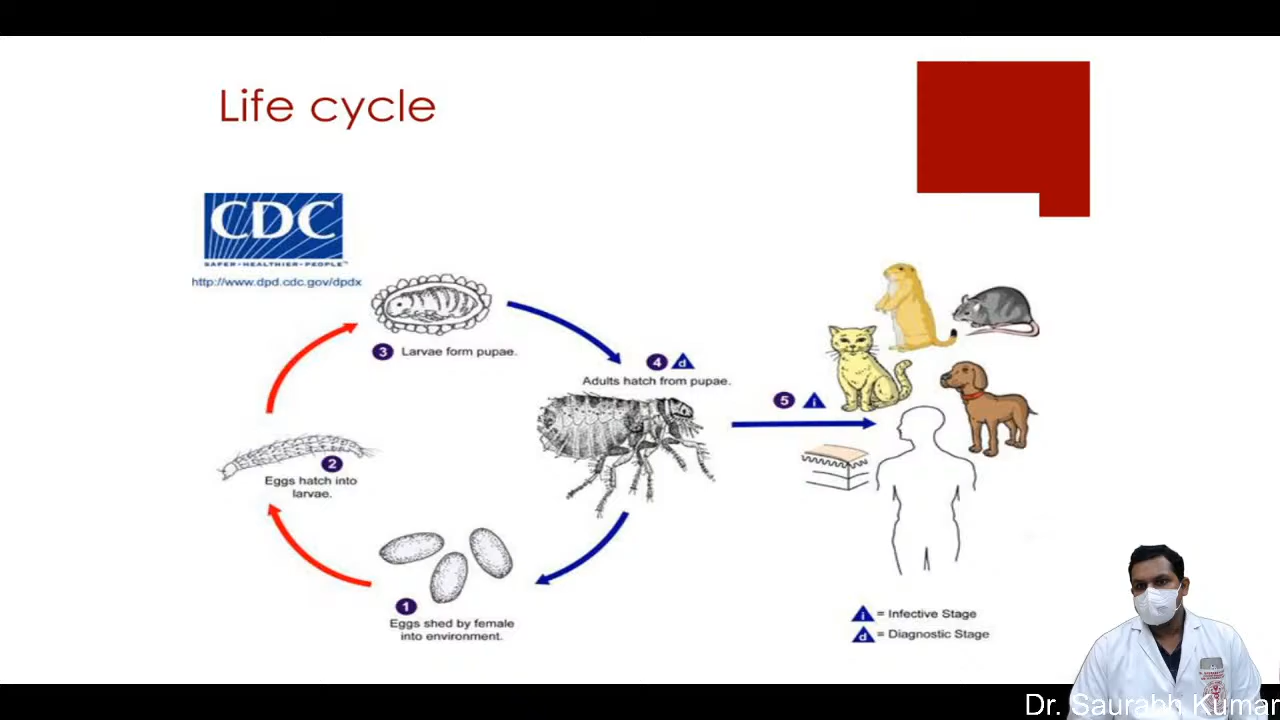 Life cycle
CDC
SAFER • HEALTHIER • PEOPLE™
http://www.dpd.cdc.gov/dpdx
3 Larvae form pupae.
4 d
Adults hatch from pupae.
5 i
2
Eggs hatch into
larvae.
1
Eggs shed by female
into environment.
i = Infective Stage
d = Diagnostic Stage
Dr. Saurabh Kumar